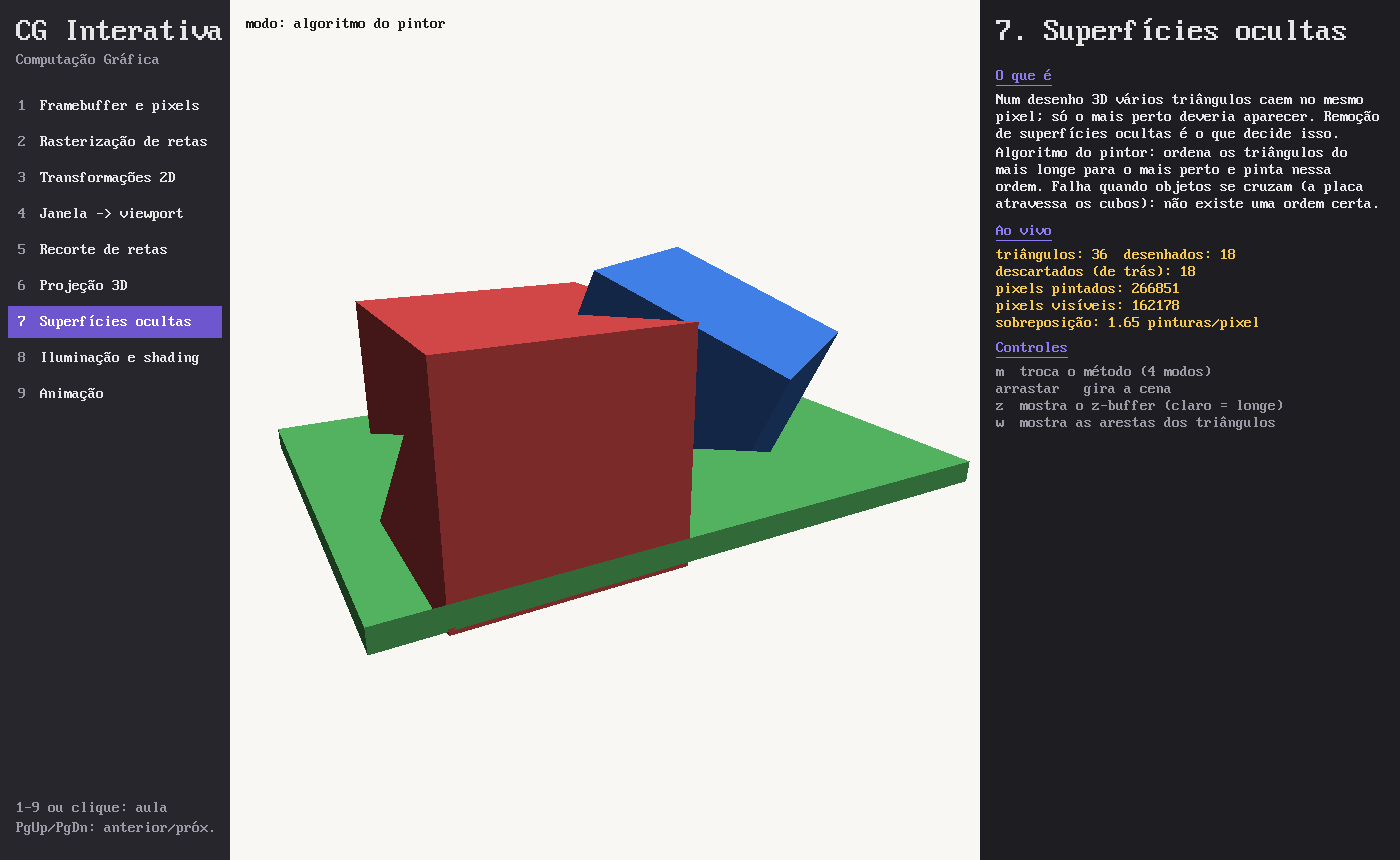 CG Interativa
Computação Gráfica
1 Framebuffer e pixels
2 Rasterização de retas
3 Transformações 2D
4 Janela -> viewport
5 Recorte de retas
6 Projeção 3D
7 Superfícies ocultas
8 Iluminação e shading
9 Animação
1-9 ou clique: aula
PgUp/PgDn: anterior/próx.
modo: algoritmo do pintor
7. Superfícies ocultas
O que é
Num desenho 3D vários triângulos caem no mesmo
pixel; só o mais perto deveria aparecer. Remoção
de superfícies ocultas é o que decide isso.
Algoritmo do pintor: ordena os triângulos do
mais longe para o mais perto e pinta nessa
ordem. Falha quando objetos se cruzam (a placa
atravessa os cubos): não existe uma ordem certa.
Ao vivo
triângulos: 36 desenhados: 18
descartados (de trás): 18
pixels pintados: 266851
pixels visíveis: 162178
sobreposição: 1.65 pinturas/pixel
Controles
m troca o método (4 modos)
arrastar gira a cena
z mostra o z-buffer (claro = longe)
w mostra as arestas dos triângulos